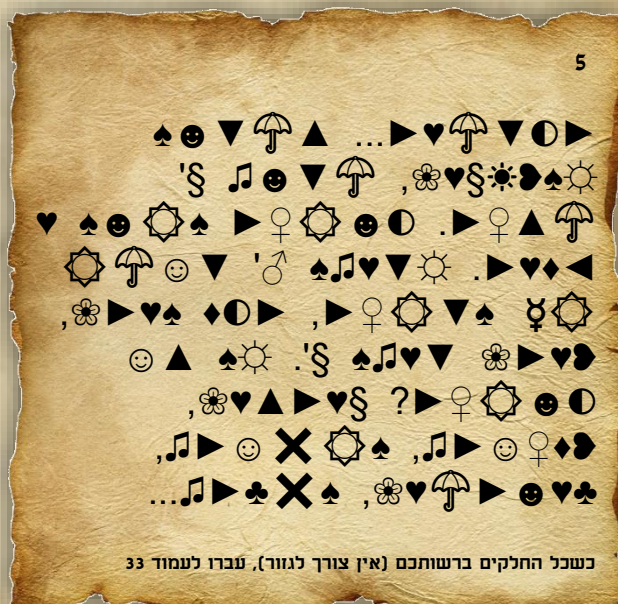 5
►◐▼☂♥►... ▲☂▼☻♠
☼♠❥☀§♥❀, ☂▼☻♫ §'
☂▲♀►. ◐☻۞♀► ♠۞☻♠ ♥
◄♦♥►. ☼▼♥♫♠ ♂' ▼☺☂۞
۞☿ ♠▼۞♀►, ►◐♦ ♠♥►❀,
❥♥►❀ ▼♥♫♠ §'. ☼♠ ▲☺
◐☻۞♀►? §♥►▲♥❀,
❥♦♀☺►♫, ♠۞✖☺►♫,
♣♥☻►☂♥❀, ♠✖♣►♫...
כשכל החלקים ברשותכם (אין צורך לגזור), עברו לעמוד 33